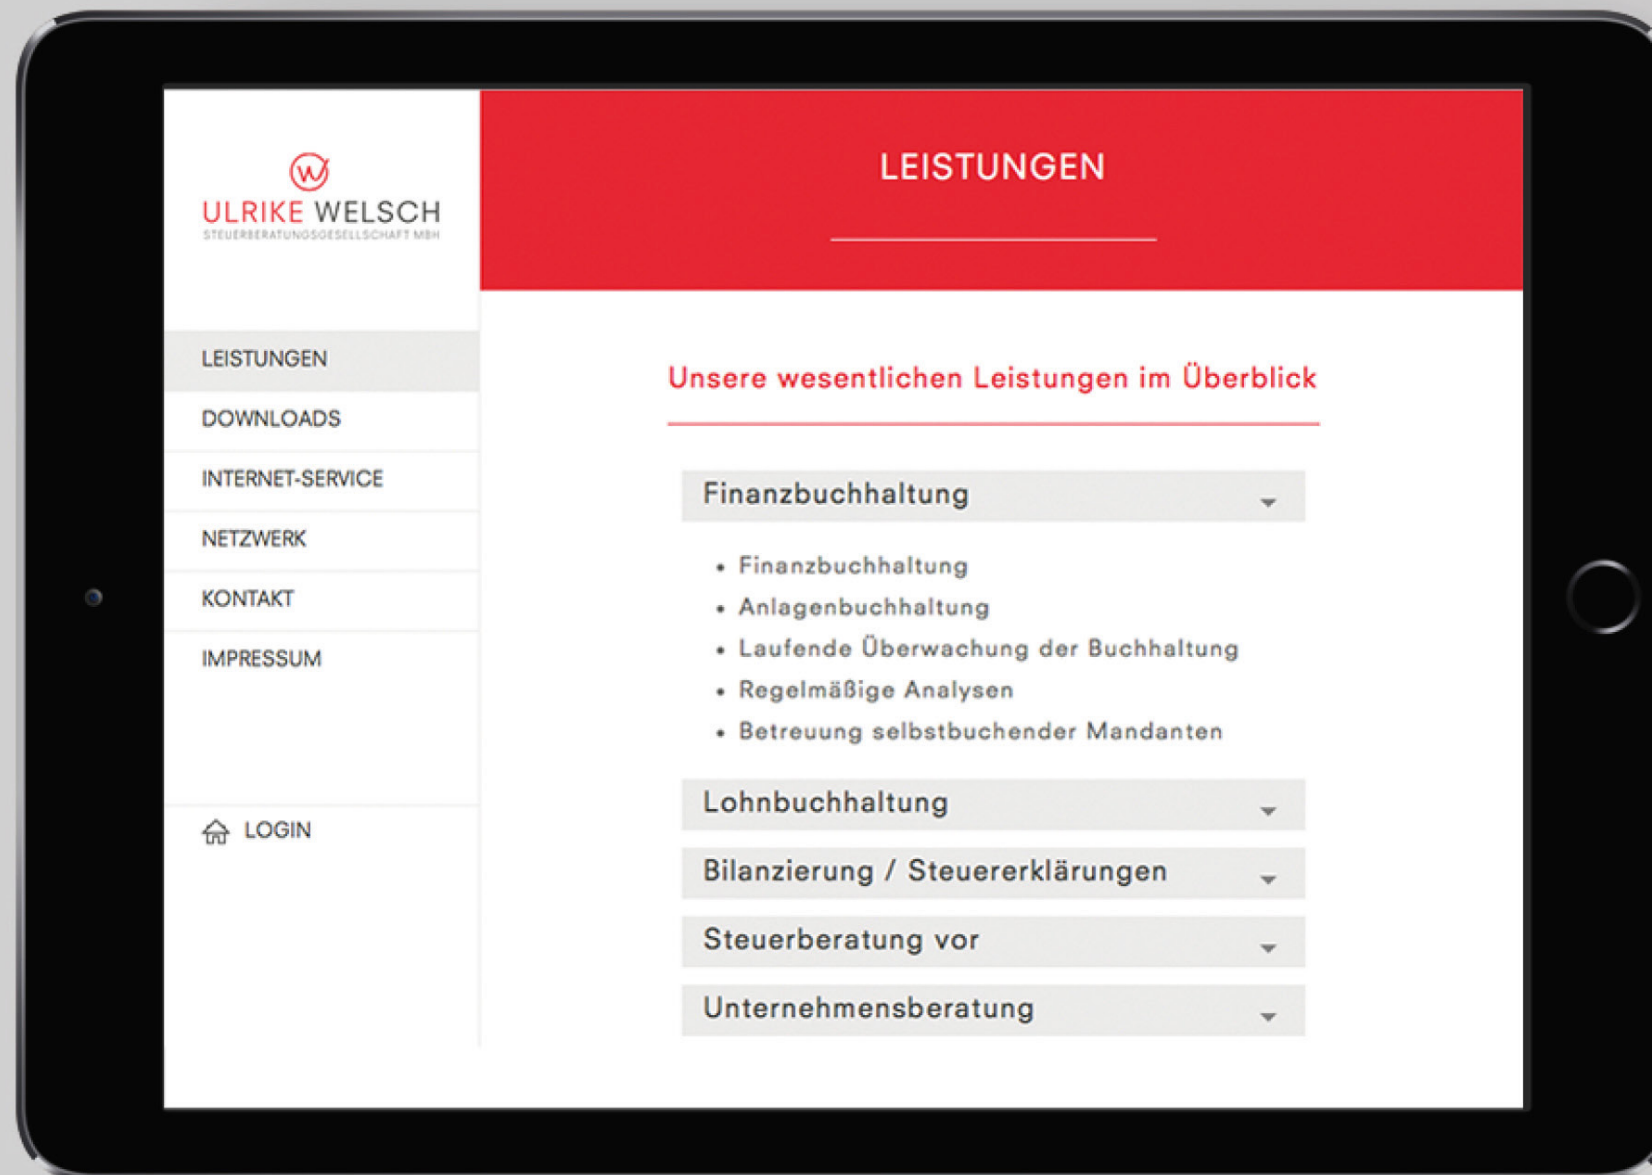 ULRIKE WELSCH
STEUERBERATUNGSGESELLSCHAFT MBH
LEISTUNGEN
DOWNLOADS
INTERNET-SERVICE
NETZWERK
KONTAKT
IMPRESSUM
LOGIN
LEISTUNGEN
Unsere wesentlichen Leistungen im Überblick
Finanzbuchhaltung
• Finanzbuchhaltung
• Anlagenbuchhaltung
• Laufende Überwachung der Buchhaltung
• Regelmäßige Analysen
• Betreuung selbstbuchender Mandanten
Lohnbuchhaltung
Bilanzierung / Steuererklärungen
Steuerberatung vor
Unternehmensberatung